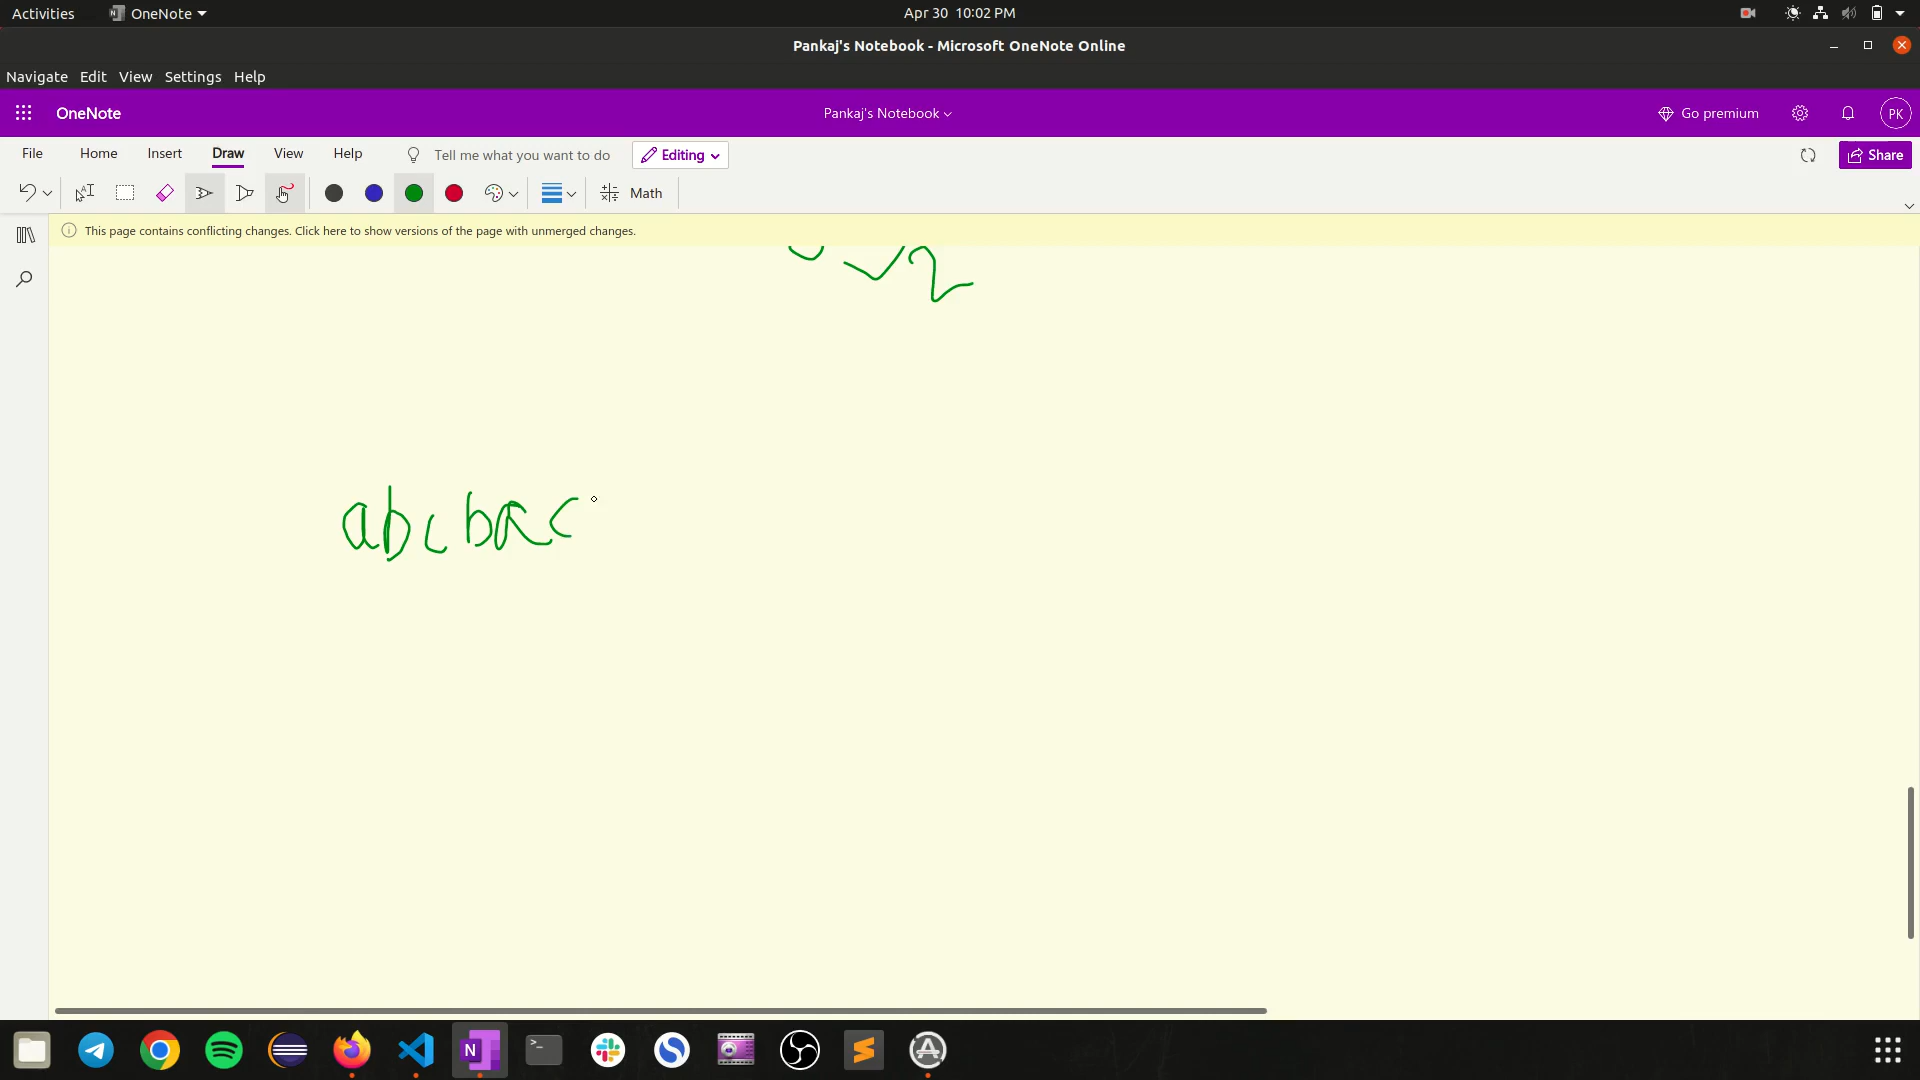 Activities OneNote Apr 30 10:02 PM
Pankaj's Notebook - Microsoft OneNote Online
Navigate Edit View Settings Help
OneNote Pankaj's Notebook Go premium PK
File Home Insert Draw View Help Tell me what you want to do Editing Share
Math
This page contains conflicting changes. Click here to show versions of the page with unmerged changes.
2
abcbac